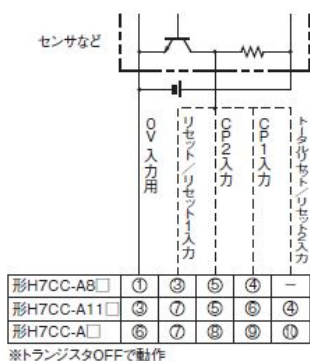 センサなど
0V入力用
リセット/リセット1入力
CP2入力
CP1入力
トータルリセット/リセット2入力
形H7CC-A8□ ① ③ ⑤ ④ −
形H7CC-A11□ ③ ⑦ ⑤ ⑥ ④
形H7CC-A□ ⑥ ⑦ ⑧ ⑨ ⑩
※トランジスタOFFで動作